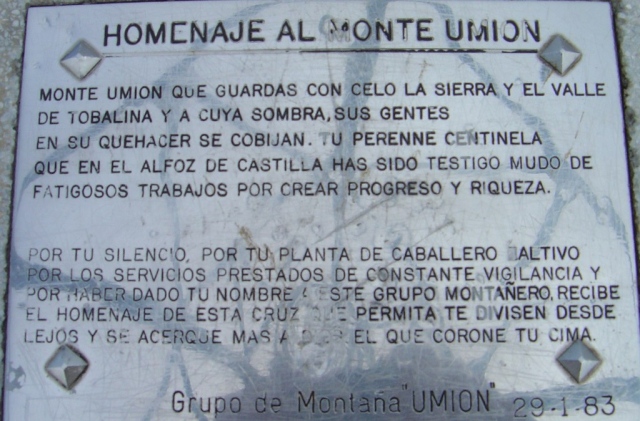 HOMENAJE AL MONTE UMION
MONTE UMION QUE GUARDAS CON CELO LA SIERRA Y EL VALLE
DE TOBALINA Y A CUYA SOMBRA, SUS GENTES
EN SU QUEHACER SE COBIJAN. TU PERENNE CENTINELA
QUE EN EL ALFOZ DE CASTILLA HAS SIDO TESTIGO MUDO DE
FATIGOSOS TRABAJOS POR CREAR PROGRESO Y RIQUEZA.
POR TU SILENCIO, POR TU PLANTA DE CABALLERO ALTIVO
POR LOS SERVICIOS PRESTADOS DE CONSTANTE VIGILANCIA Y
POR HABER DADO TU NOMBRE A ESTE GRUPO MONTAÑERO, RECIBE
EL HOMENAJE DE ESTA CRUZ QUE PERMITA TE DIVISEN DESDE
LEJOS Y SE ACERQUE MAS A EL QUE CORONE TU CIMA.
Grupo de Montaña "UMION" 29-1-83